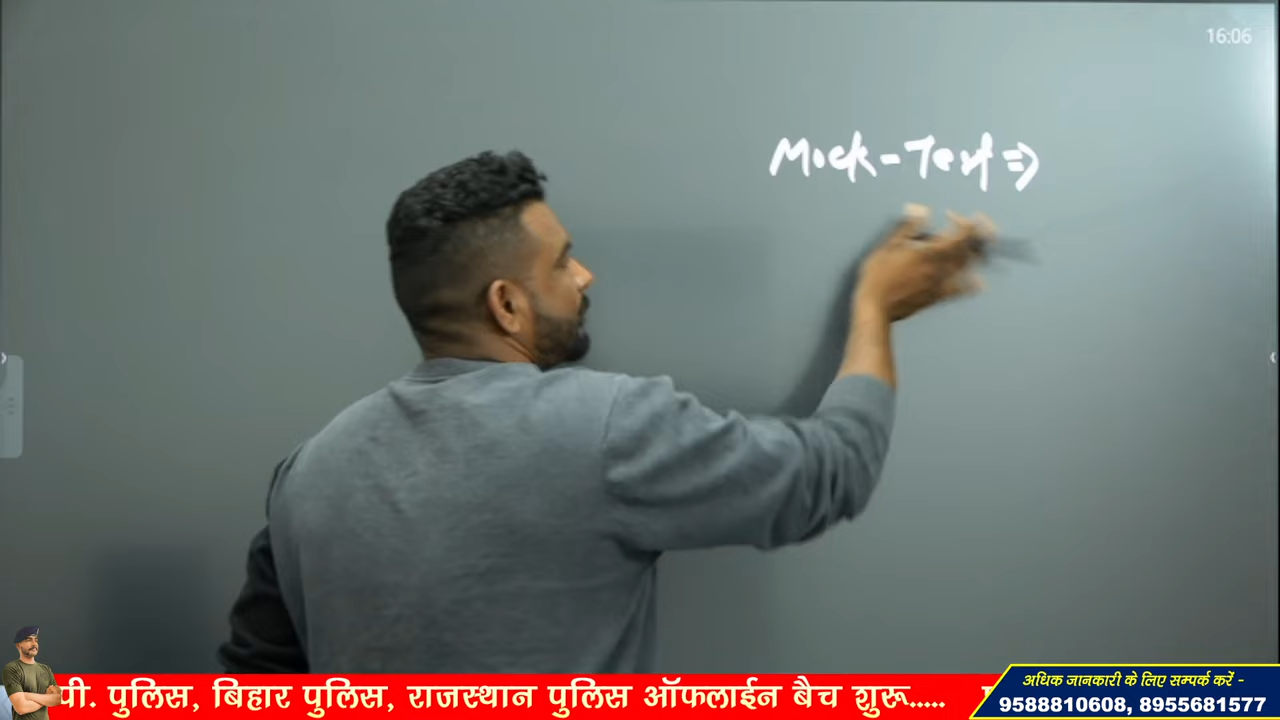 16:06
Mock-Test ⇒
पी. पुलिस, बिहार पुलिस, राजस्थान पुलिस ऑफलाईन बैच शुरू.....
अधिक जानकारी के लिए सम्पर्क करें -
9588810608, 8955681577